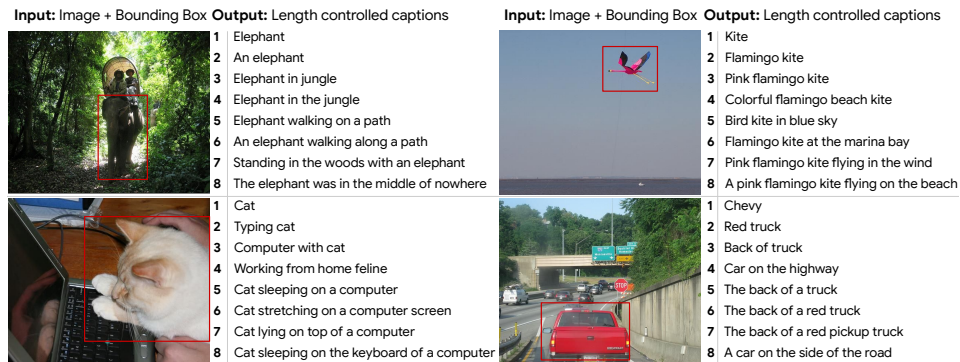 Input: Image + Bounding Box Output: Length controlled captions
1 Elephant
2 An elephant
3 Elephant in jungle
4 Elephant in the jungle
5 Elephant walking on a path
6 An elephant walking along a path
7 Standing in the woods with an elephant
8 The elephant was in the middle of nowhere
1 Cat
2 Typing cat
3 Computer with cat
4 Working from home feline
5 Cat sleeping on a computer
6 Cat stretching on a computer screen
7 Cat lying on top of a computer
8 Cat sleeping on the keyboard of a computer
Input: Image + Bounding Box Output: Length controlled captions
1 Kite
2 Flamingo kite
3 Pink flamingo kite
4 Colorful flamingo beach kite
5 Bird kite in blue sky
6 Flamingo kite at the marina bay
7 Pink flamingo kite flying in the wind
8 A pink flamingo kite flying on the beach
STOP
1 Chevy
2 Red truck
3 Back of truck
4 Car on the highway
5 The back of a truck
6 The back of a red truck
7 The back of a red pickup truck
8 A car on the side of the road